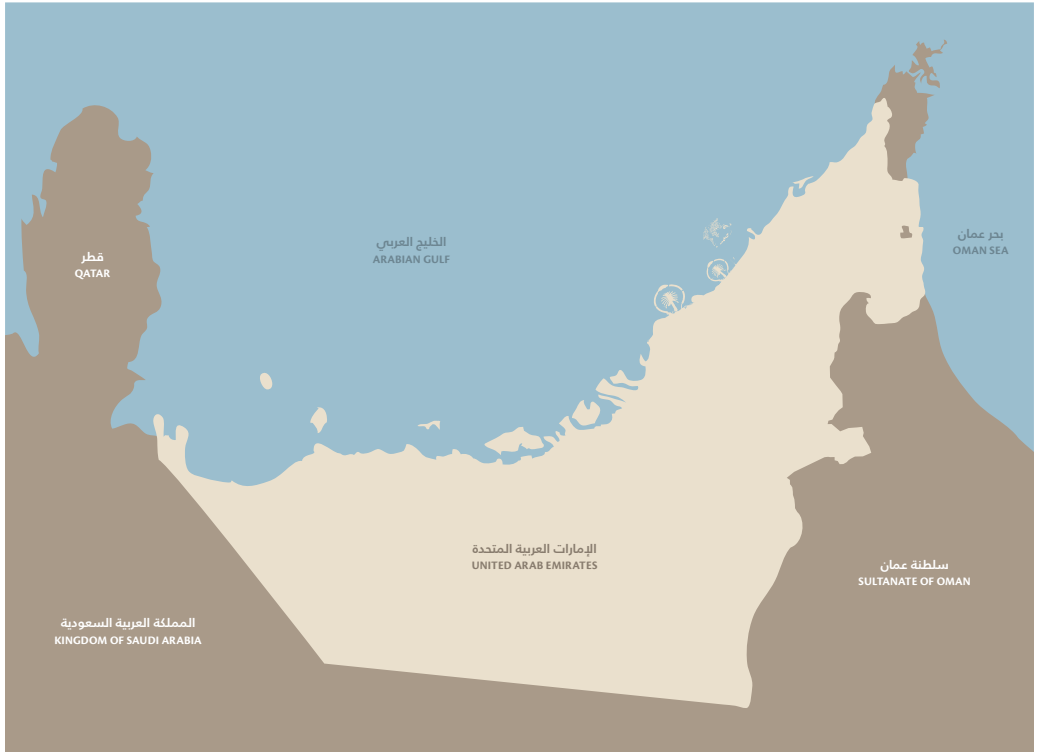 بحر عمان
OMAN SEA
الخليج العربي
ARABIAN GULF
قطر
QATAR
الإمارات العربية المتحدة
UNITED ARAB EMIRATES
سلطنة عمان
SULTANATE OF OMAN
المملكة العربية السعودية
KINGDOM OF SAUDI ARABIA